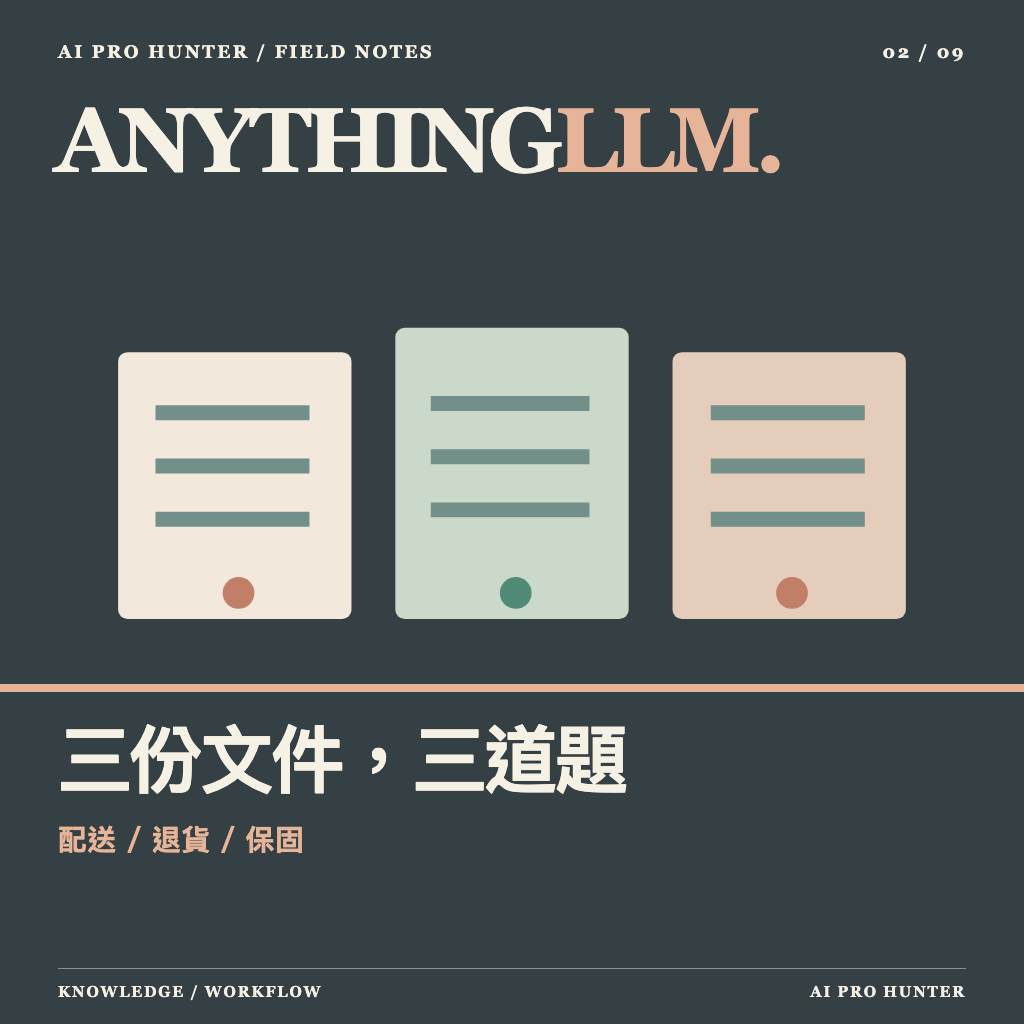 AI PRO HUNTER / FIELD NOTES
02 / 09
ANYTHINGLLM.
三份文件，三道題
配送 / 退貨 / 保固
KNOWLEDGE / WORKFLOW
AI PRO HUNTER